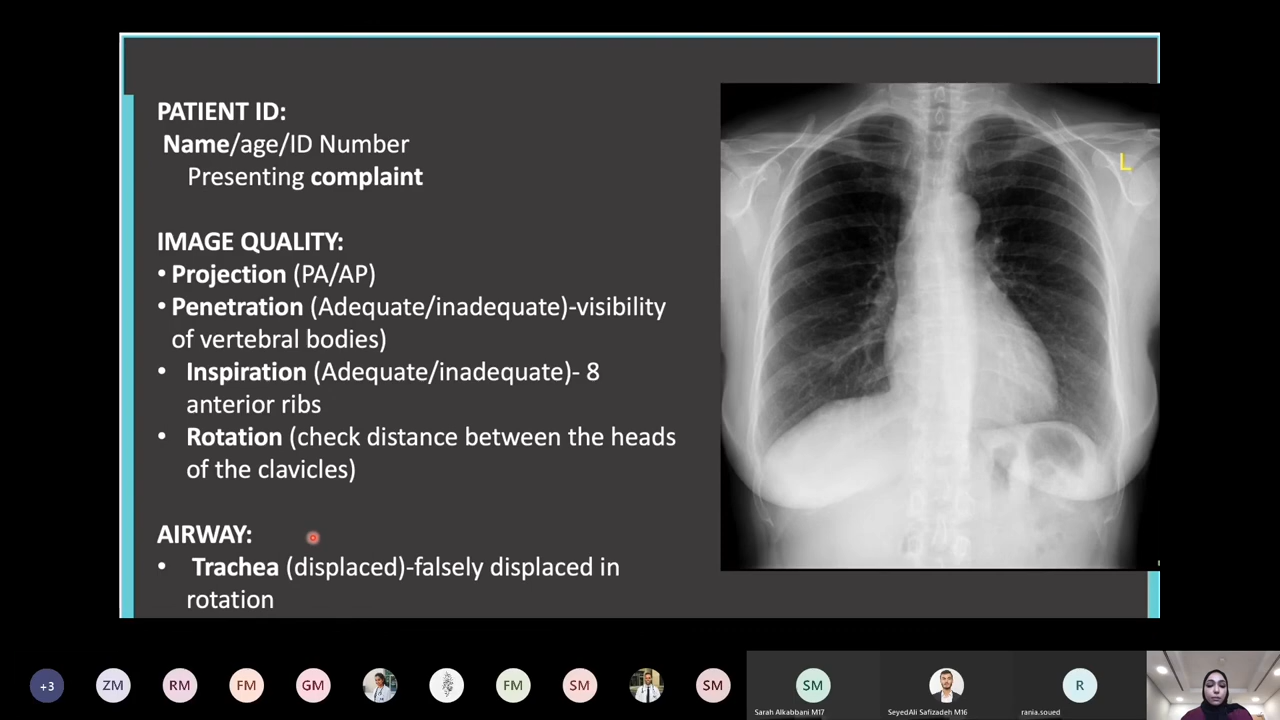 PATIENT ID:
Name/age/ID Number
Presenting complaint
IMAGE QUALITY:
• Projection (PA/AP)
• Penetration (Adequate/inadequate)-visibility
of vertebral bodies)
• Inspiration (Adequate/inadequate)- 8
anterior ribs
• Rotation (check distance between the heads
of the clavicles)
AIRWAY:
• Trachea (displaced)-falsely displaced in
rotation
L
+3
ZM
RM
FM
GM
FM
SM
SM
SM
R
Sarah Alkabbani M17
SeyedAli Safizadeh M16
rania.soued